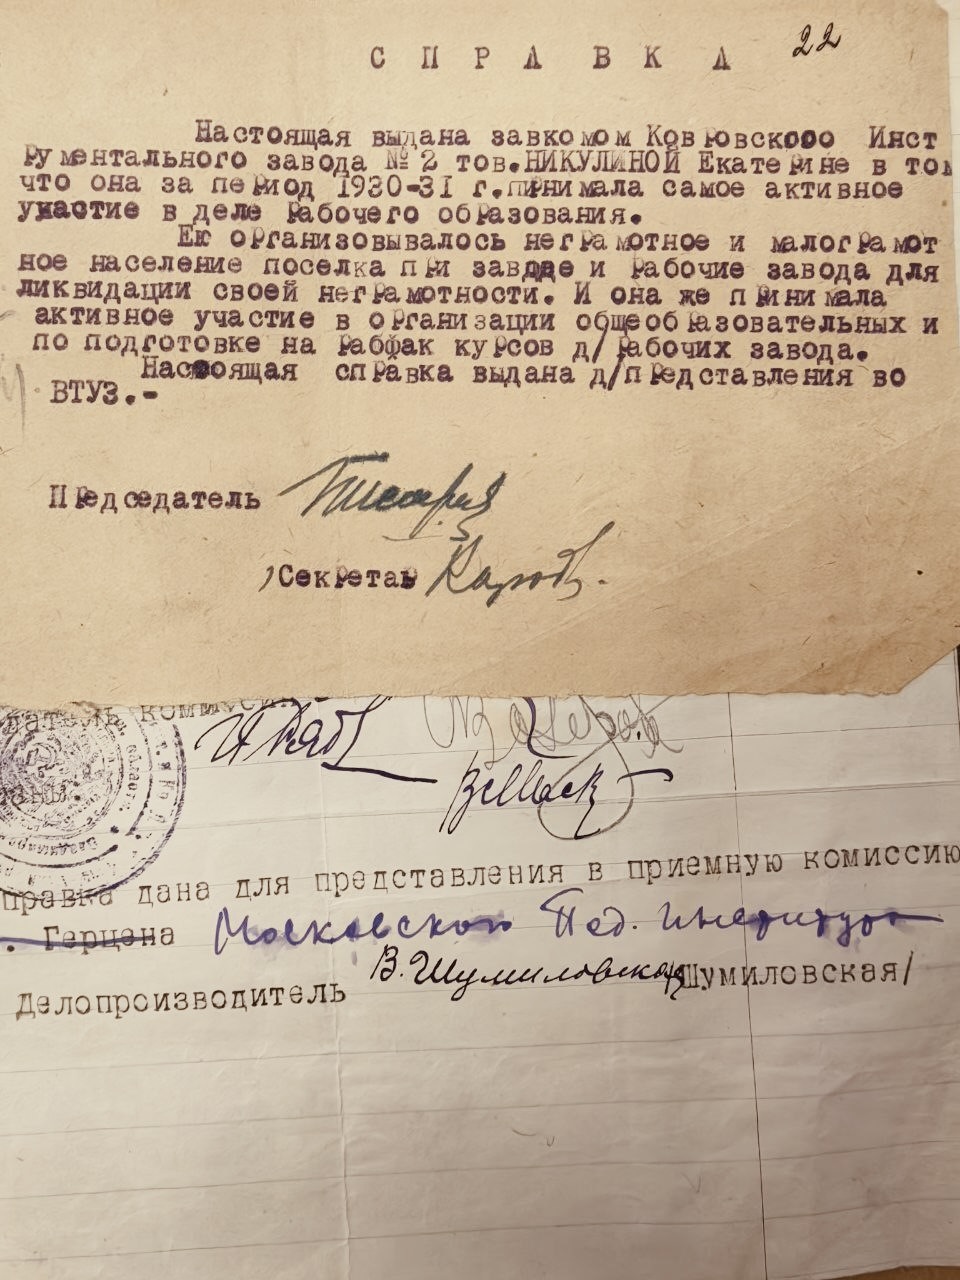 22
СПРАВКА
Настоящая выдана завкомом Ковровского Инст
рументального завода № 2 тов.НИКУЛИНОЙ Екатерине в том
что она за период 1930-31 г.принимала самое активное
участие в деле рабочего образования.
Ею организовывалось неграмотное и малограмот
ное население поселка при заводе и рабочие завода для
ликвидации своей неграмотности. И она же принимала
активное участие в организации общеобразовательных и
по подготовке на рабфак курсов д/рабочих завода.
Настоящая справка выдана д/представления во
ВТУЗ.-
Председатель
Секретар
датель комиссии
правка дана для представления в приемную комиссию
. Герцена Московского Пед. института
Делопроизводитель В.Шумиловская /Шумиловская/